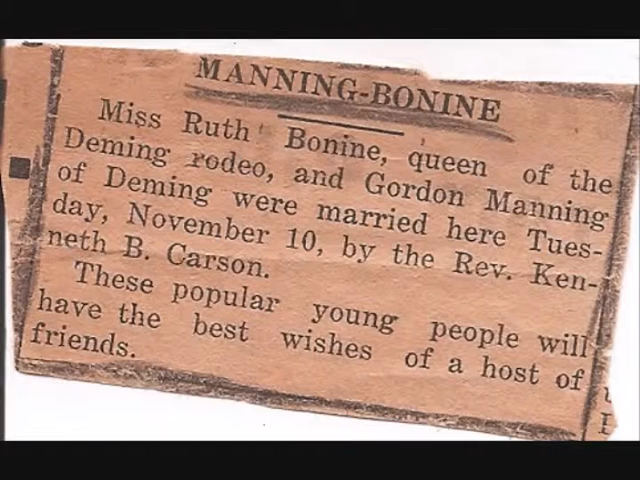 MANNING-BONINE
Miss Ruth Bonine, queen of the
Deming rodeo, and Gordon Manning
of Deming were married here Tues-
day, November 10, by the Rev. Ken-
neth B. Carson.
These popular young people will
have the best wishes of a host of
friends.